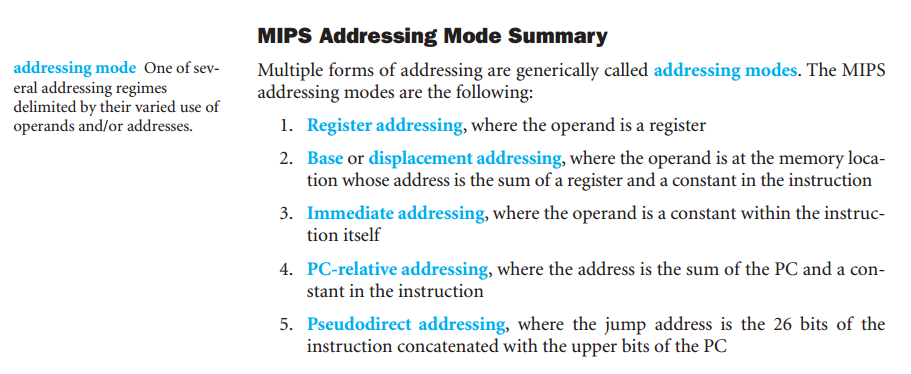 MIPS Addressing Mode Summary
addressing mode One of sev-
eral addressing regimes
delimited by their varied use of
operands and/or addresses.
Multiple forms of addressing are generically called addressing modes. The MIPS
addressing modes are the following:
1. Register addressing, where the operand is a register
2. Base or displacement addressing, where the operand is at the memory loca-
tion whose address is the sum of a register and a constant in the instruction
3. Immediate addressing, where the operand is a constant within the instruc-
tion itself
4. PC-relative addressing, where the address is the sum of the PC and a con-
stant in the instruction
5. Pseudodirect addressing, where the jump address is the 26 bits of the
instruction concatenated with the upper bits of the PC